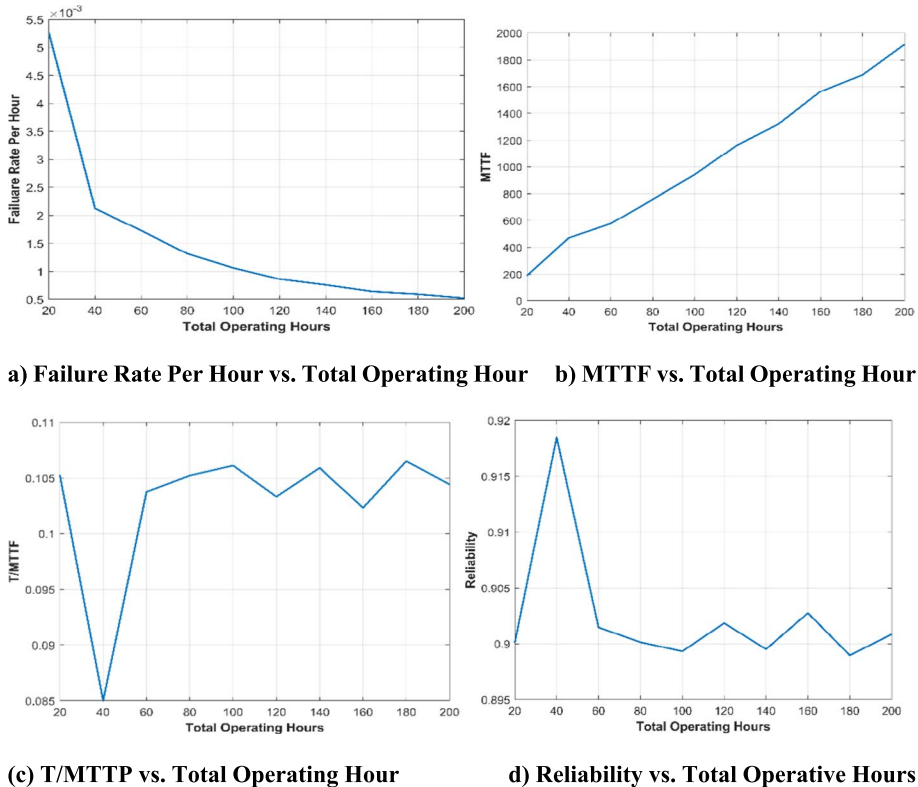 ×10⁻³
5.5
5
4.5
4
3.5
3
2.5
2
1.5
1
0.5
Failuare Rate Per Hour
20 40 60 80 100 120 140 160 180 200
Total Operating Hours
2000
1800
1600
1400
1200
1000
800
600
400
200
0
MTTF
20 40 60 80 100 120 140 160 180 200
Total Operating Hours
a) Failure Rate Per Hour vs. Total Operating Hour b) MTTF vs. Total Operating Hour
0.11
0.105
0.1
0.095
0.09
0.085
T/MTTF
20 40 60 80 100 120 140 160 180 200
Total Operating Hours
0.92
0.915
0.91
0.905
0.9
0.895
Reliability
20 40 60 80 100 120 140 160 180 200
Total Operating Hours
(c) T/MTTP vs. Total Operating Hour d) Reliability vs. Total Operative Hours